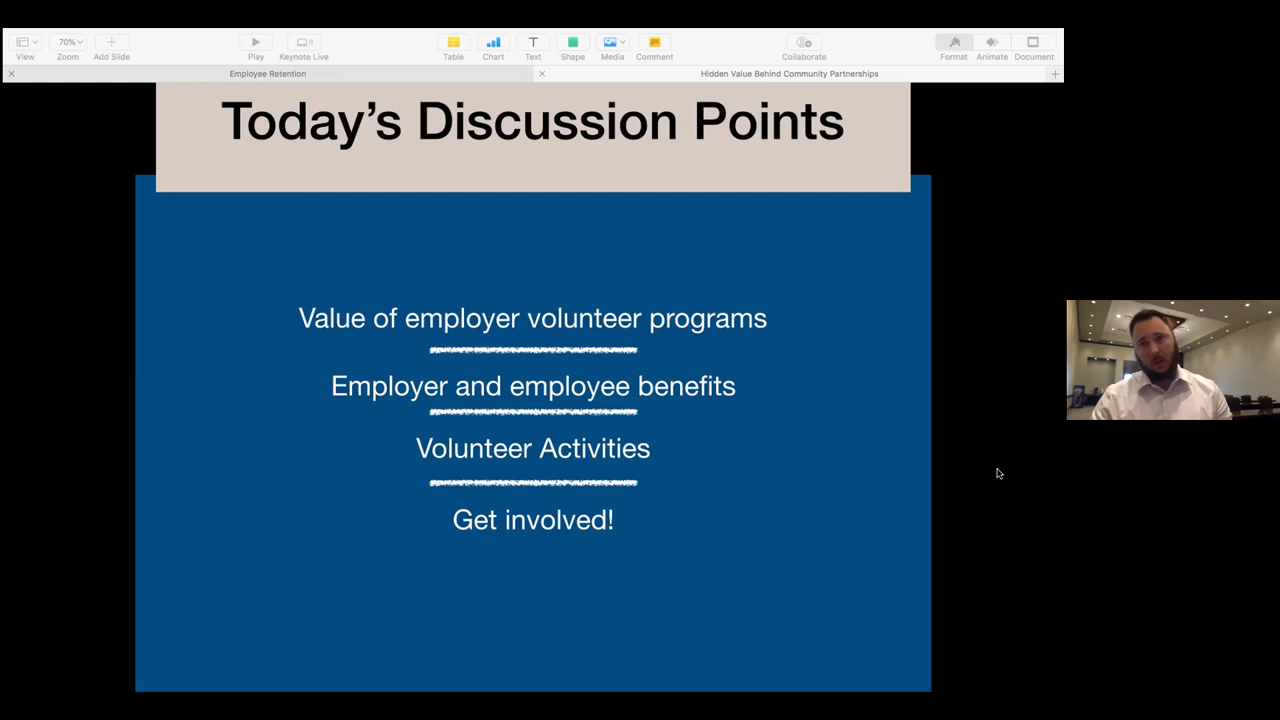 70%
View
Zoom
Add Slide
Play
Keynote Live
Table
Chart
Text
Shape
Media
Comment
Collaborate
Format
Animate
Document
Employee Retention
Hidden Value Behind Community Partnerships
Today’s Discussion Points
Value of employer volunteer programs
Employer and employee benefits
Volunteer Activities
Get involved!